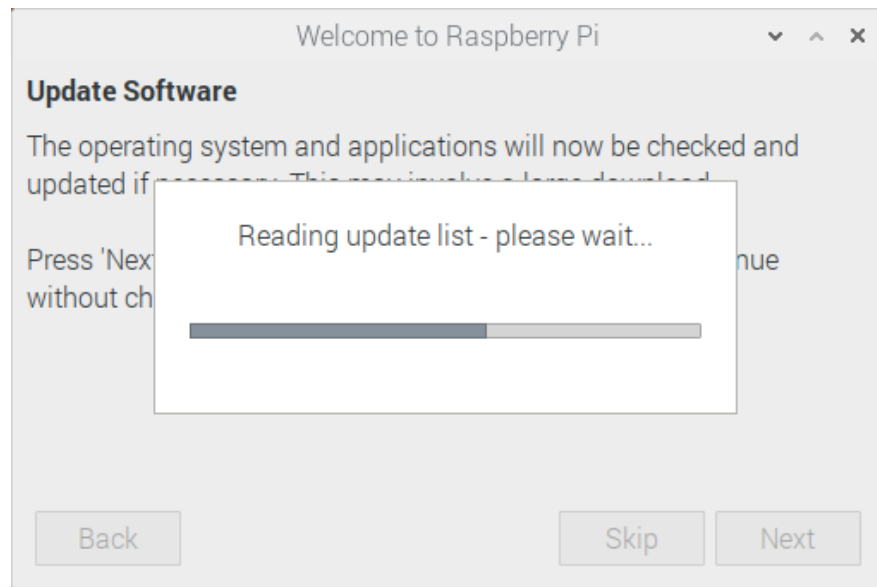 Welcome to Raspberry Pi
Update Software
The operating system and applications will now be checked and
updated if
Reading update list - please wait...
Press 'Nex
nue
without ch
Back
Skip
Next